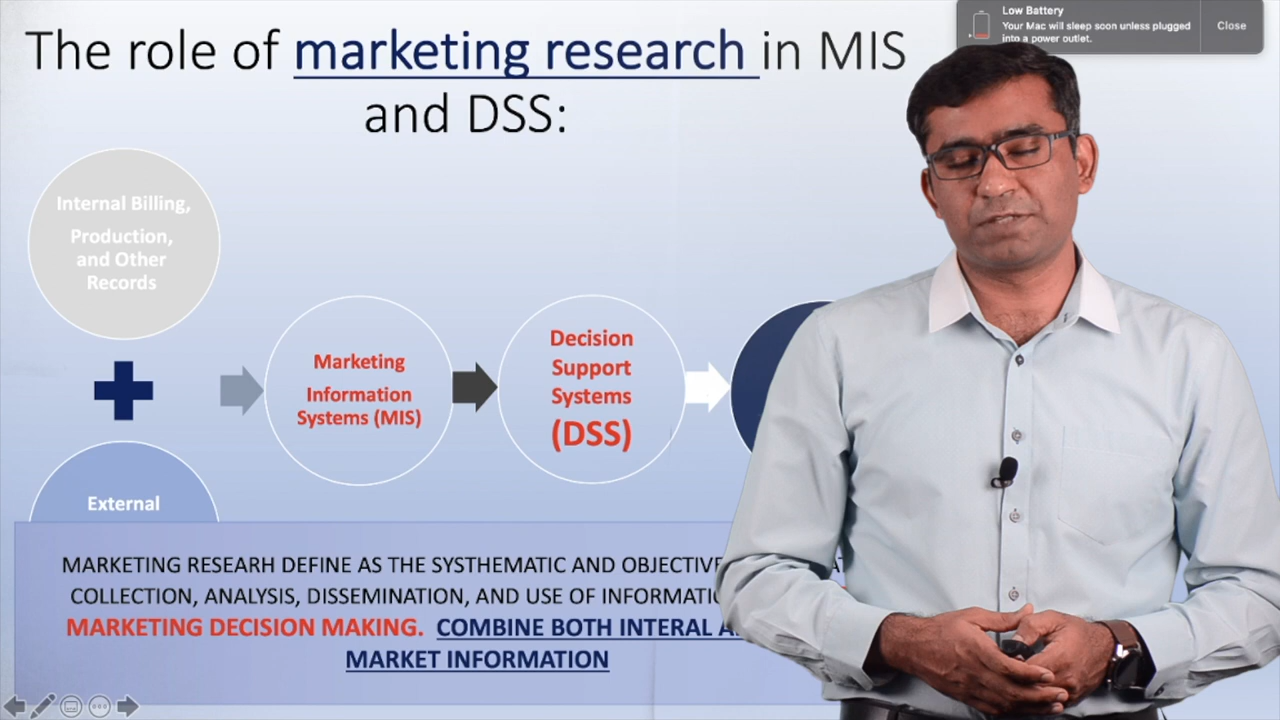 The role of marketing research in MIS
and DSS:
Low Battery
Your Mac will sleep soon unless plugged
into a power outlet.
Close
Internal Billing,
Production,
and Other
Records
External
Marketing
Information
Systems (MIS)
Decision
Support
Systems
(DSS)
MARKETING RESEARH DEFINE AS THE SYSTHEMATIC AND OBJECTIVE
COLLECTION, ANALYSIS, DISSEMINATION, AND USE OF
MARKETING DECISION MAKING. COMBINE BOTH INTERAL
MARKET INFORMATION